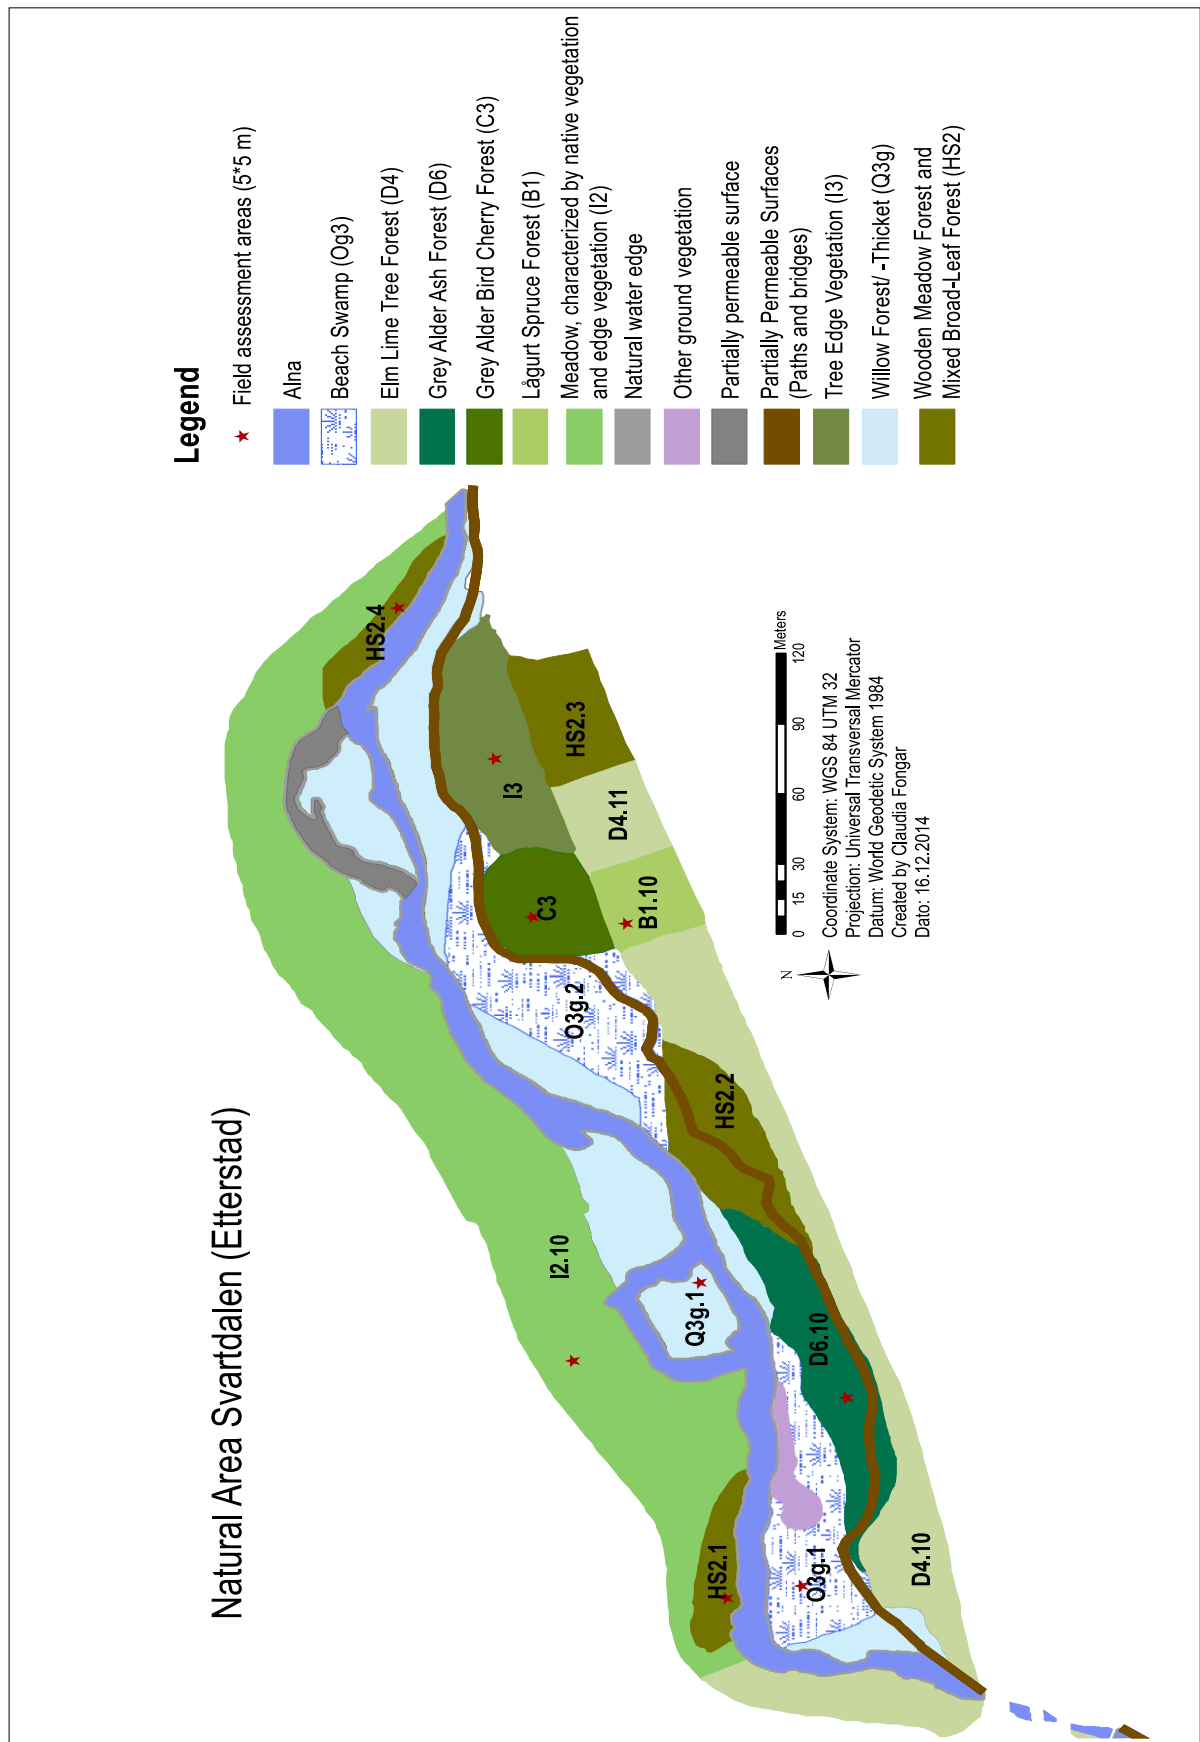 Natural Area Svartdalen (Etterstad)
Legend
Field assessment areas (5*5 m)
Alna
Beach Swamp (Og3)
Elm Lime Tree Forest (D4)
Grey Alder Ash Forest (D6)
Grey Alder Bird Cherry Forest (C3)
Lågurt Spruce Forest (B1)
Meadow, characterized by native vegetation
and edge vegetation (I2)
Natural water edge
Other ground vegetation
Partially permeable surface
Partially Permeable Surfaces
(Paths and bridges)
Tree Edge Vegetation (I3)
Willow Forest/ -Thicket (Q3g)
Wooden Meadow Forest and
Mixed Broad-Leaf Forest (HS2)
HS2.4
I3
HS2.3
D4.11
C3
B1.10
O3g.2
HS2.2
I2.10
Q3g.1
D6.10
HS2.1
O3g.1
D4.10
N
0 15 30 60 90 120
Meters
Coordinate System: WGS 84 UTM 32
Projection: Universal Transversal Mercator
Datum: World Geodetic System 1984
Created by Claudia Fongar
Dato: 16.12.2014